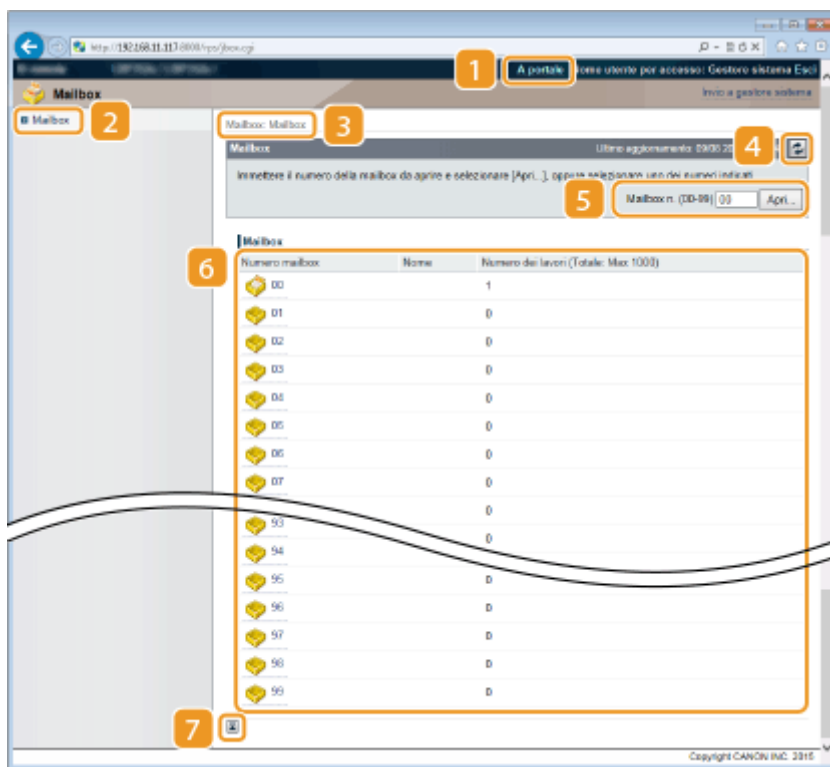 http://192.168.11.117:8000/rps/jbox.cgi
1
A portale Nome utente per accesso: Gestore sistema Esci
Mailbox
Invio a gestore sistema
Mailbox
2
Mailbox: Mailbox
3
4
Mailbox
Ultimo aggiornamento: 09/06 20
Immettere il numero della mailbox da aprire e selezionare [Apri...], oppure selezionare uno dei numeri indicati
5
Mailbox n. (00-99) 00 Apri...
Mailbox
6
Numero mailbox Nome Numero dei lavori (Totale: Max 1000)
00 1
01 0
02 0
03 0
04 0
05 0
06 0
07 0
0
93
0
94
95 0
96 0
97 0
98 0
99 0
7
Copyright CANON INC. 2015